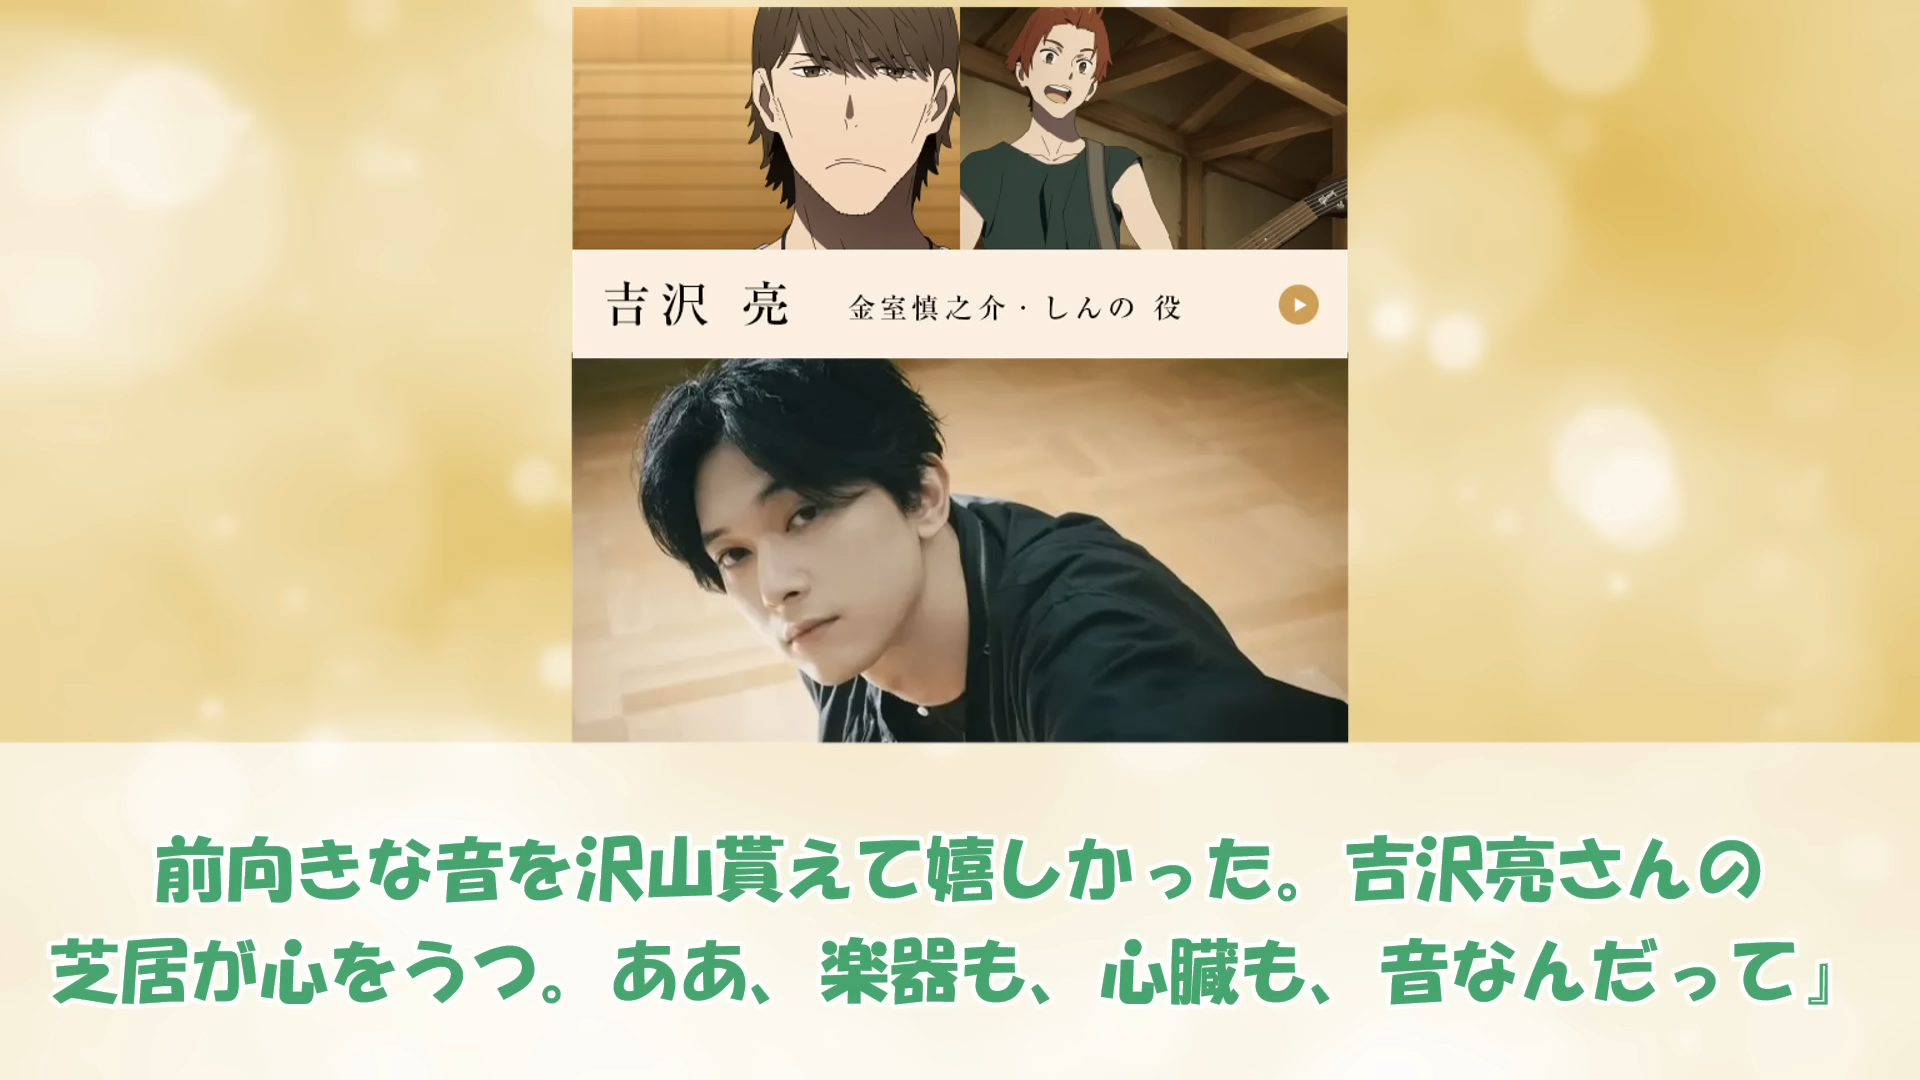 吉沢 亮 金室慎之介・しんの 役
前向きな音を沢山貰えて嬉しかった。吉沢亮さんの
芝居が心をうつ。ああ、楽器も、心臓も、音なんだって』